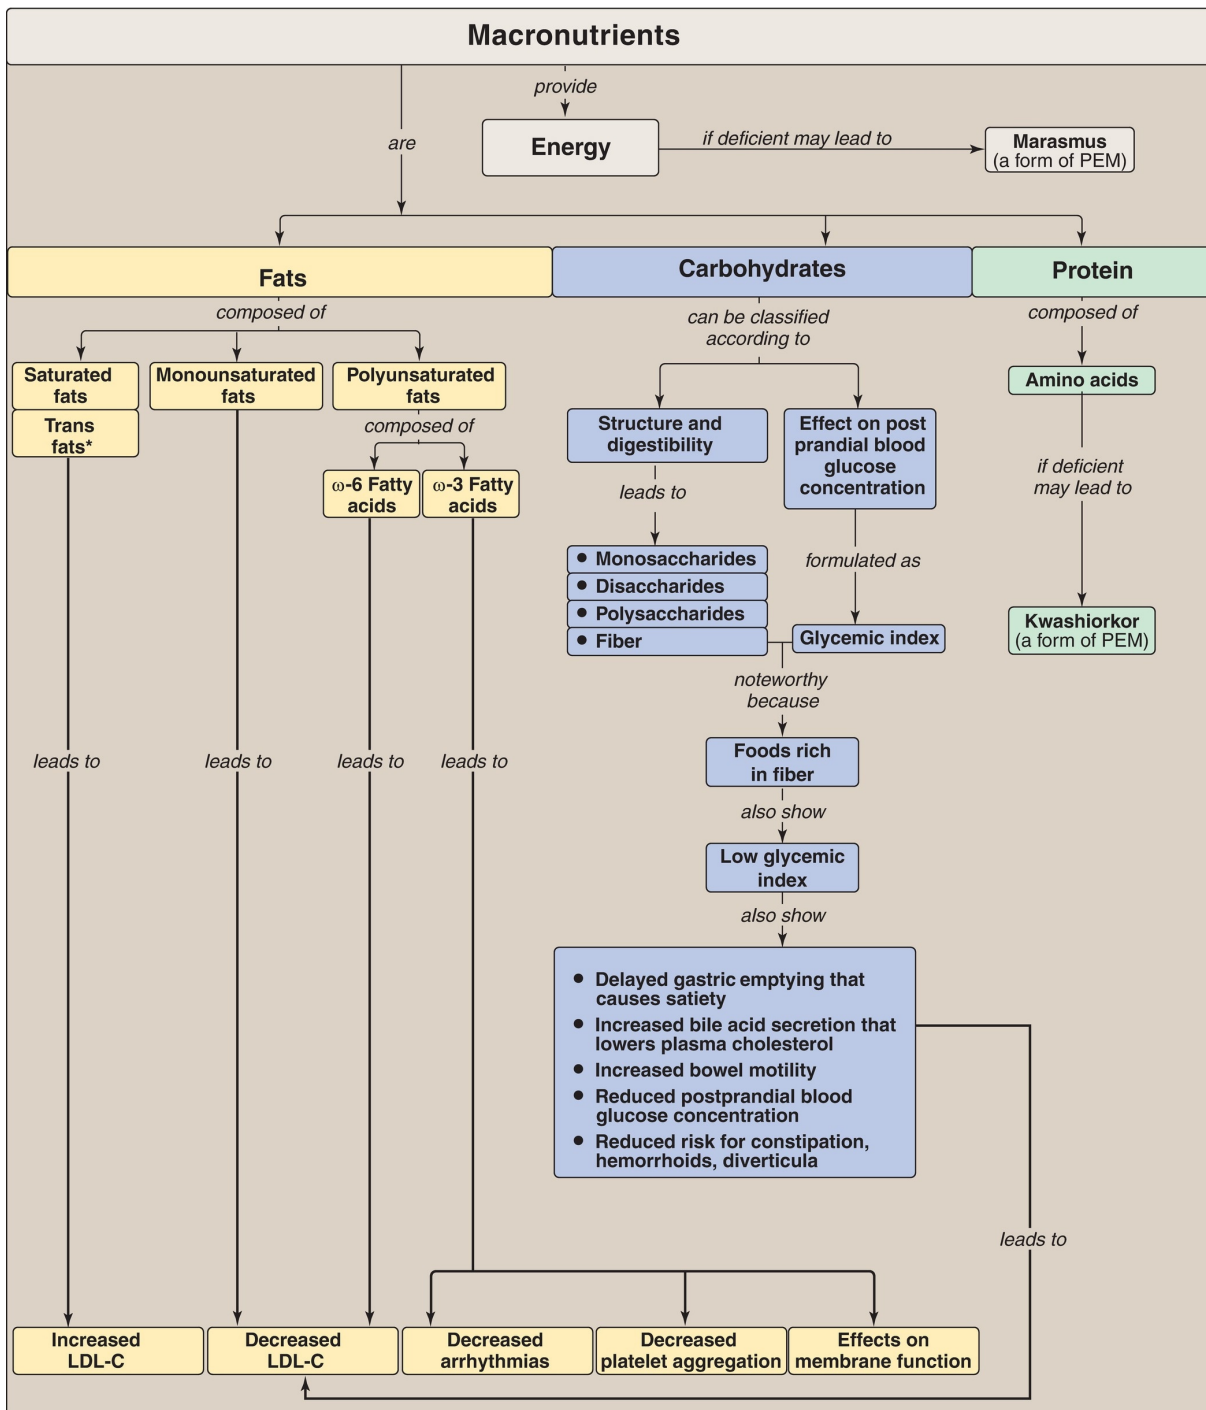 Macronutrients
provide
are
Energy
if deficient may lead to
Marasmus
(a form of PEM)
Fats
Carbohydrates
Protein
composed of
can be classified
according to
composed of
Saturated
fats
Trans
fats*
Monounsaturated
fats
Polyunsaturated
fats
composed of
ω-6 Fatty
acids
ω-3 Fatty
acids
Structure and
digestibility
Effect on post
prandial blood
glucose
concentration
Amino acids
leads to
if deficient
may lead to
• Monosaccharides
• Disaccharides
• Polysaccharides
• Fiber
formulated as
Glycemic index
Kwashiorkor
(a form of PEM)
noteworthy
because
Foods rich
in fiber
leads to
leads to
leads to
leads to
also show
Low glycemic
index
also show
• Delayed gastric emptying that
causes satiety
• Increased bile acid secretion that
lowers plasma cholesterol
• Increased bowel motility
• Reduced postprandial blood
glucose concentration
• Reduced risk for constipation,
hemorrhoids, diverticula
leads to
Increased
LDL-C
Decreased
LDL-C
Decreased
arrhythmias
Decreased
platelet aggregation
Effects on
membrane function